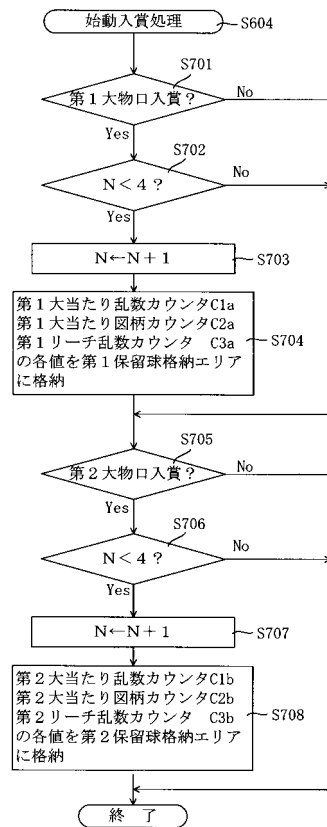 始動入賞処理
S604
S701
第1大物口入賞?
No
Yes
S702
N<4?
No
Yes
N←N+1
S703
第1大当たり乱数カウンタC1a
第1大当たり図柄カウンタC2a
第1リーチ乱数カウンタ C3a
の各値を第1保留球格納エリア
に格納
S704
S705
第2大物口入賞?
No
Yes
S706
N<4?
No
Yes
N←N+1
S707
第2大当たり乱数カウンタC1b
第2大当たり図柄カウンタC2b
第2リーチ乱数カウンタ C3b
の各値を第2保留球格納エリア
に格納
S708
終 了